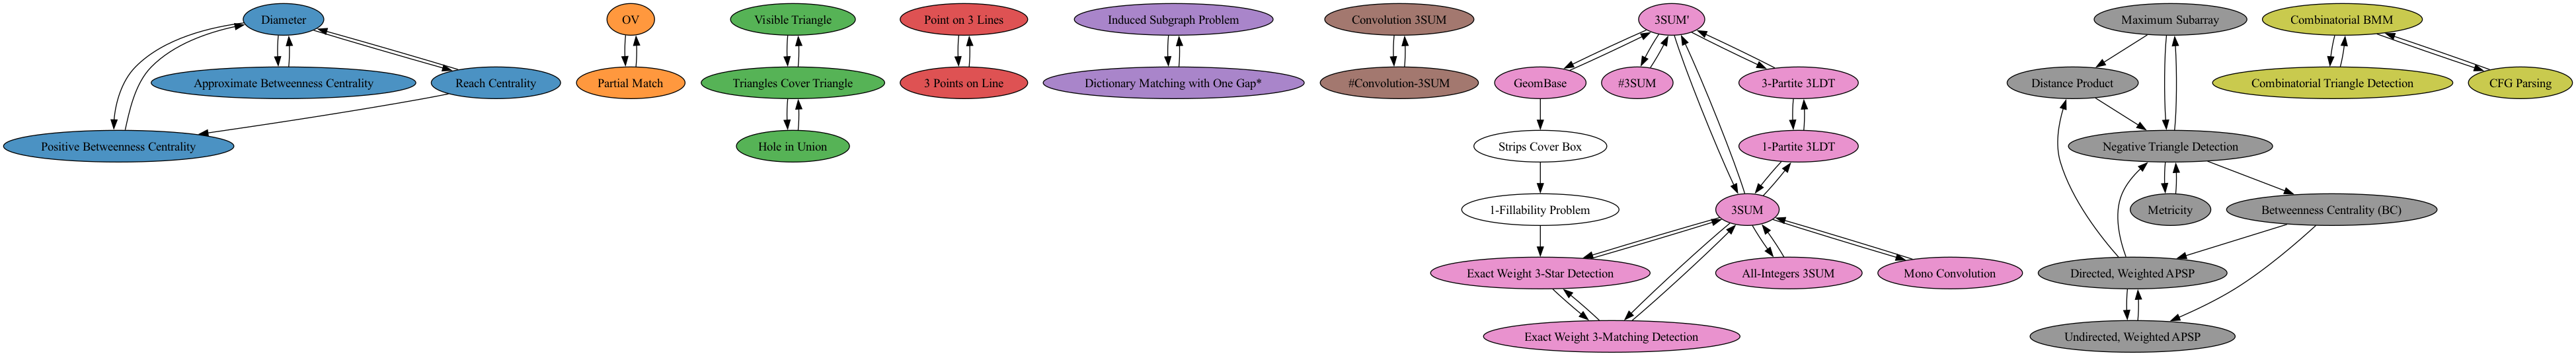 Diameter
OV
Visible Triangle
Point on 3 Lines
Induced Subgraph Problem
Convolution 3SUM
3SUM'
Maximum Subarray
Combinatorial BMM
Approximate Betweenness Centrality
Reach Centrality
Partial Match
Triangles Cover Triangle
3 Points on Line
Dictionary Matching with One Gap*
#Convolution-3SUM
GeomBase
#3SUM
3-Partite 3LDT
Distance Product
Combinatorial Triangle Detection
CFG Parsing
Positive Betweenness Centrality
Hole in Union
Strips Cover Box
1-Partite 3LDT
Negative Triangle Detection
1-Fillability Problem
3SUM
Metricity
Betweenness Centrality (BC)
Exact Weight 3-Star Detection
All-Integers 3SUM
Mono Convolution
Directed, Weighted APSP
Exact Weight 3-Matching Detection
Undirected, Weighted APSP